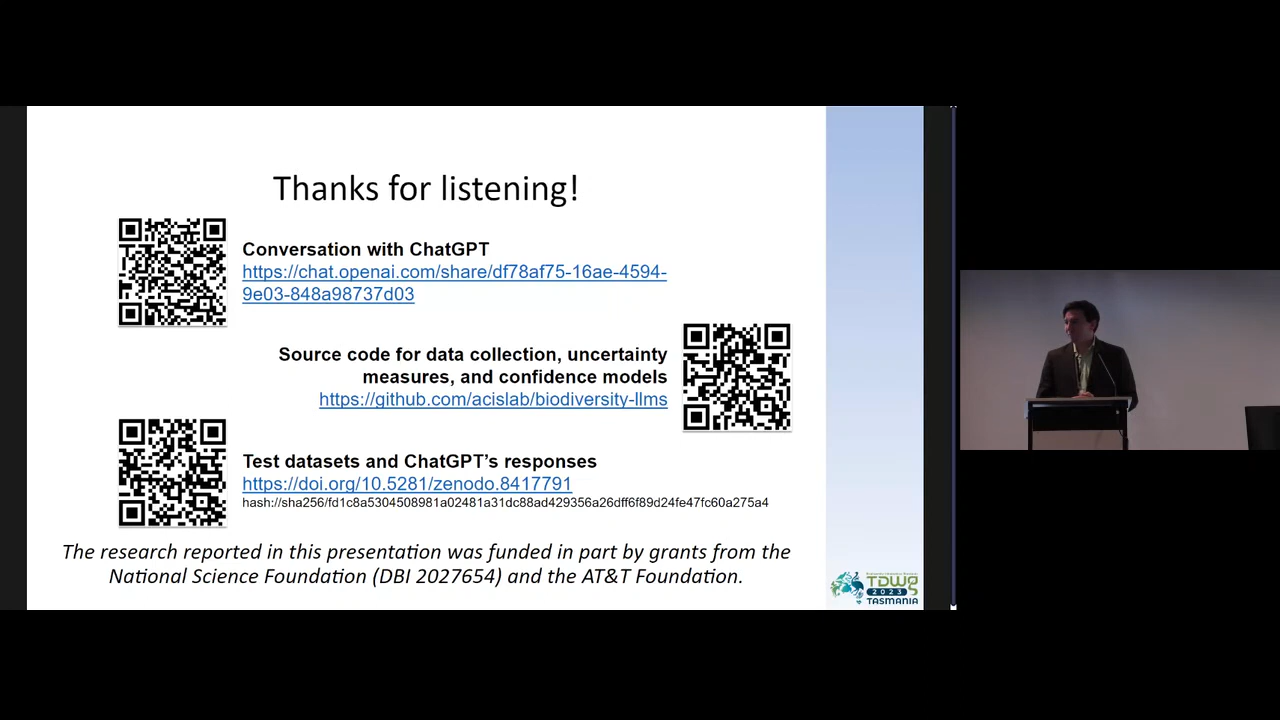 Thanks for listening!
Conversation with ChatGPT
https://chat.openai.com/share/df78af75-16ae-4594-
9e03-848a98737d03
Source code for data collection, uncertainty
measures, and confidence models
https://github.com/acislab/biodiversity-llms
Test datasets and ChatGPT’s responses
https://doi.org/10.5281/zenodo.8417791
hash://sha256/fd1c8a5304508981a02481a31dc88ad429356a26dff6f89d24fe47fc60a275a4
The research reported in this presentation was funded in part by grants from the
National Science Foundation (DBI 2027654) and the AT&T Foundation.
TDWG
2023
TASMANIA